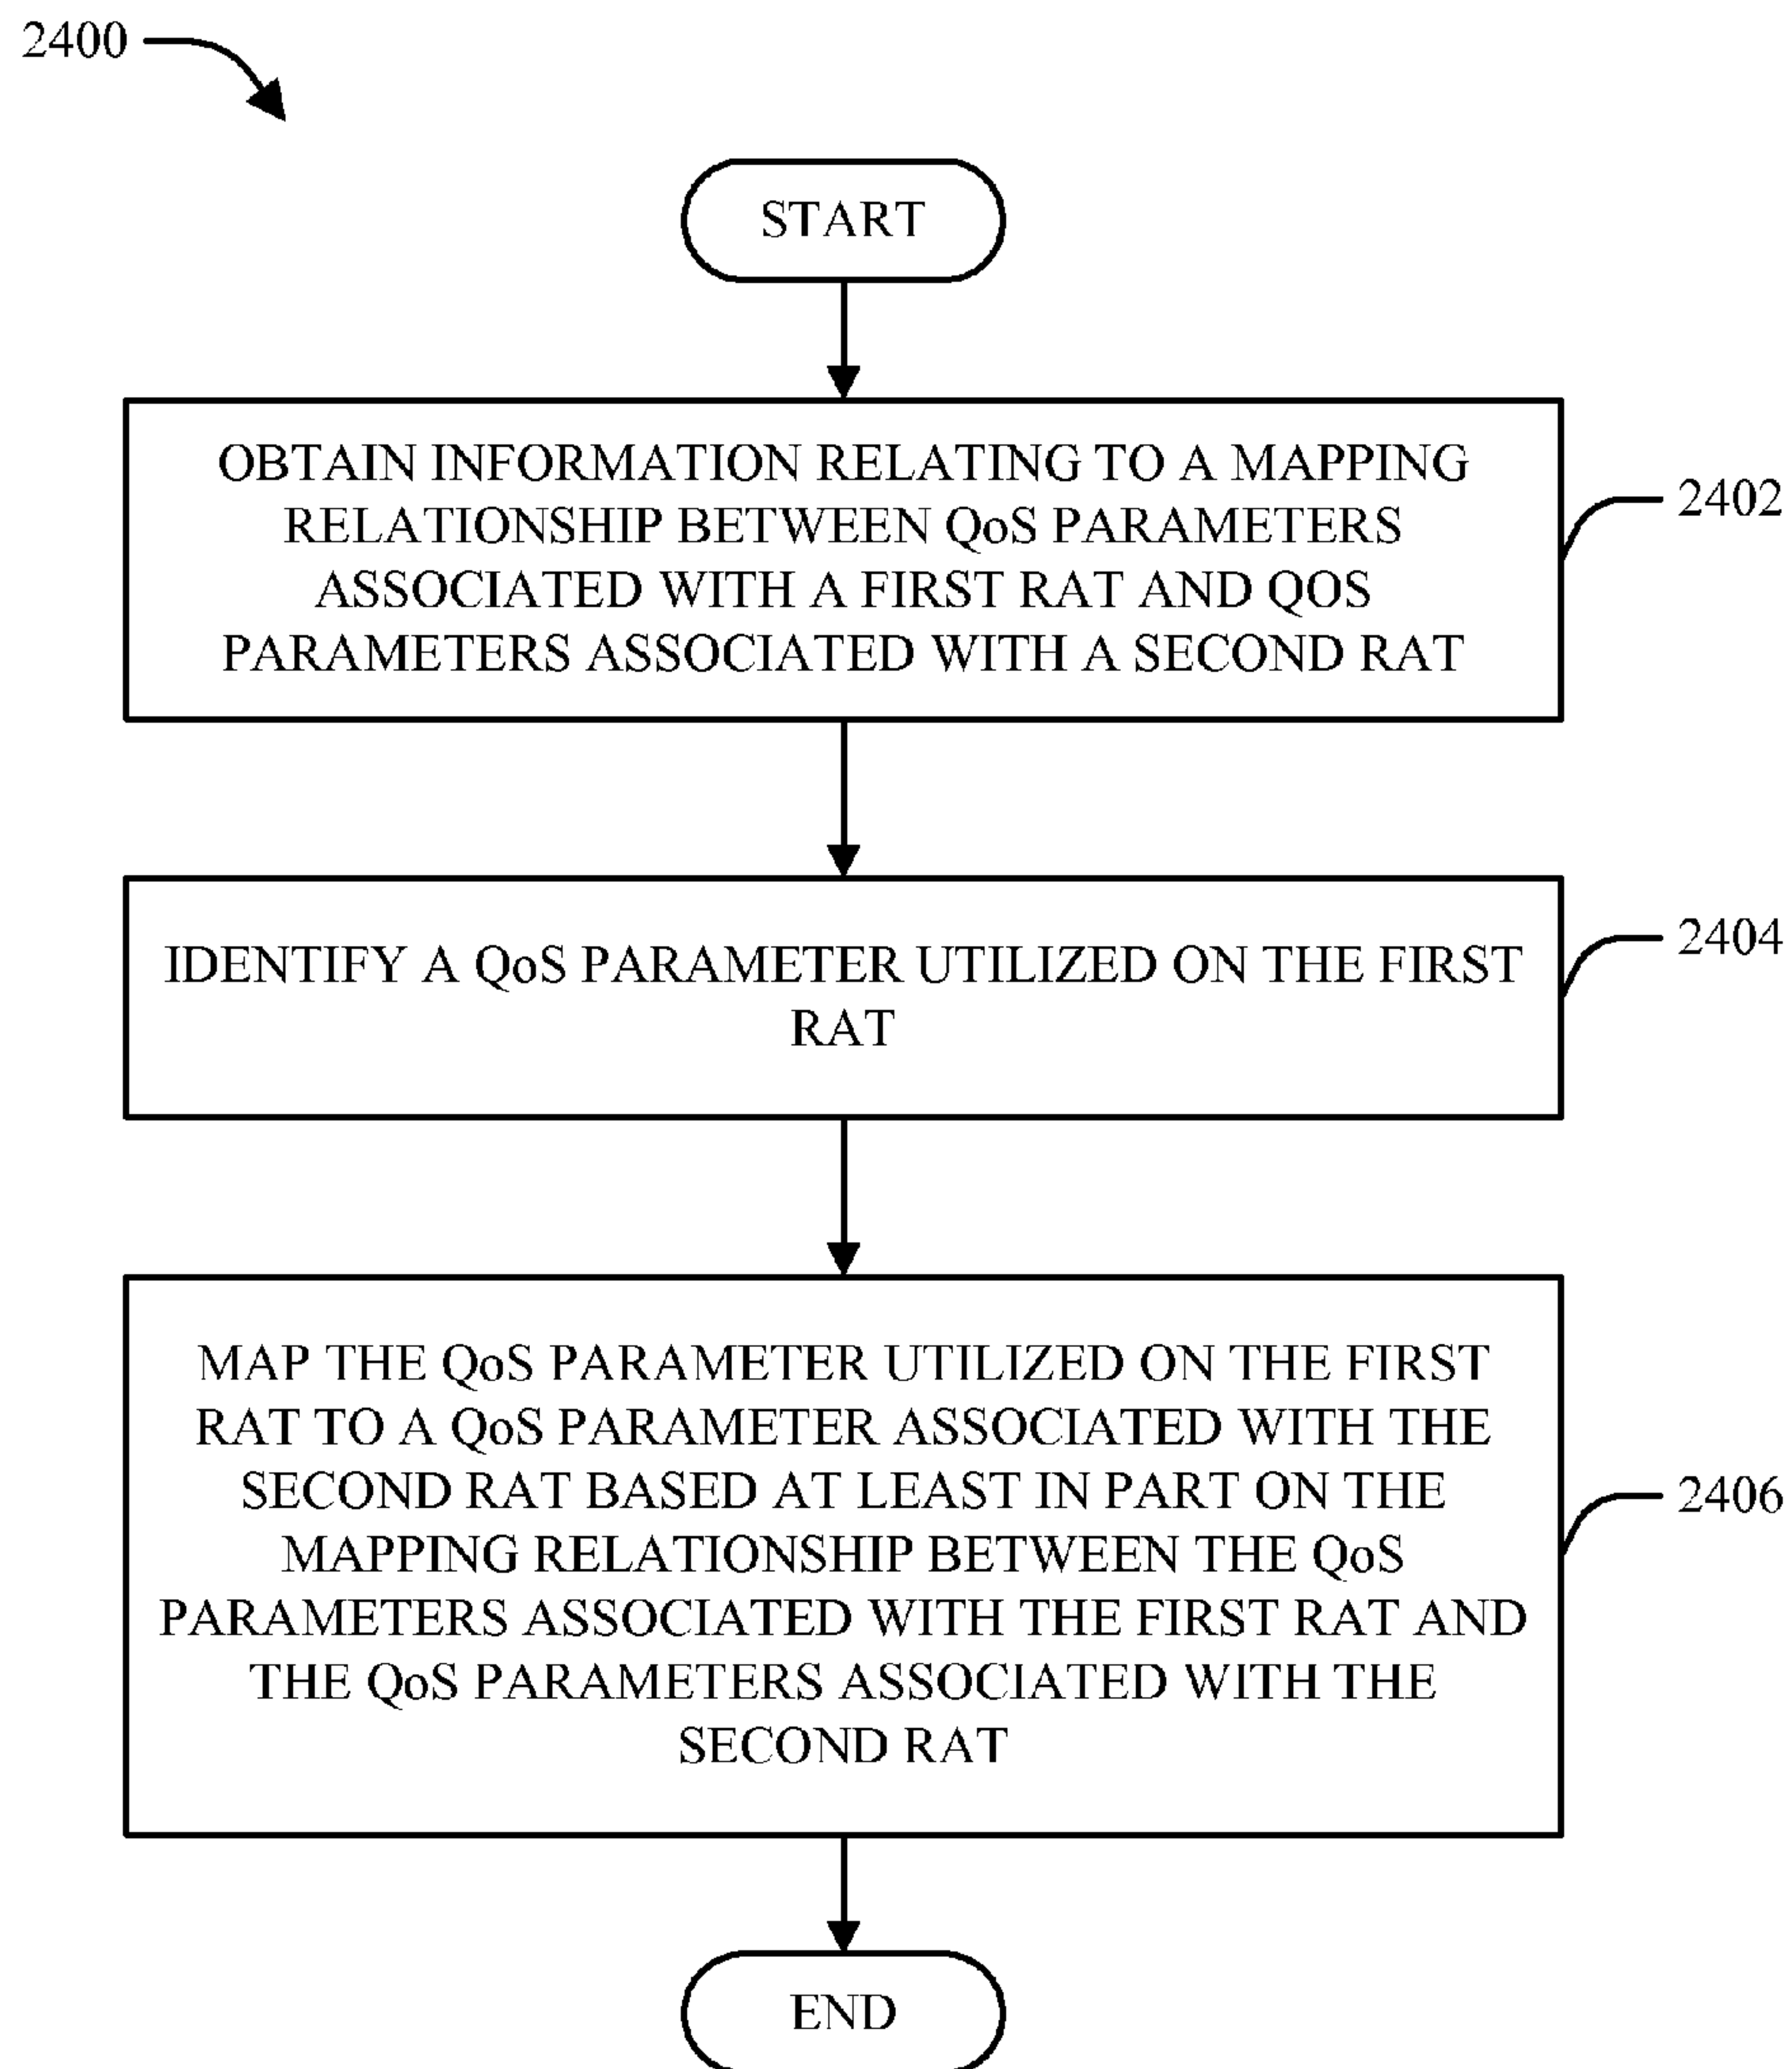 2400
START
OBTAIN INFORMATION RELATING TO A MAPPING
RELATIONSHIP BETWEEN QoS PARAMETERS
ASSOCIATED WITH A FIRST RAT AND QOS
PARAMETERS ASSOCIATED WITH A SECOND RAT
2402
IDENTIFY A QoS PARAMETER UTILIZED ON THE FIRST
RAT
2404
MAP THE QoS PARAMETER UTILIZED ON THE FIRST
RAT TO A QoS PARAMETER ASSOCIATED WITH THE
SECOND RAT BASED AT LEAST IN PART ON THE
MAPPING RELATIONSHIP BETWEEN THE QoS
PARAMETERS ASSOCIATED WITH THE FIRST RAT AND
THE QoS PARAMETERS ASSOCIATED WITH THE
SECOND RAT
2406
END